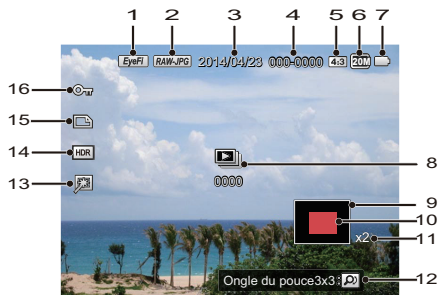 1 2 3 4 5 6 7
EyeFi RAW-JPG 2014/04/23 000-0000 4:3 20M
16
15
14 HDR
8
0000
13
9
10
x2 11
Ongle du pouce3x3 : 12